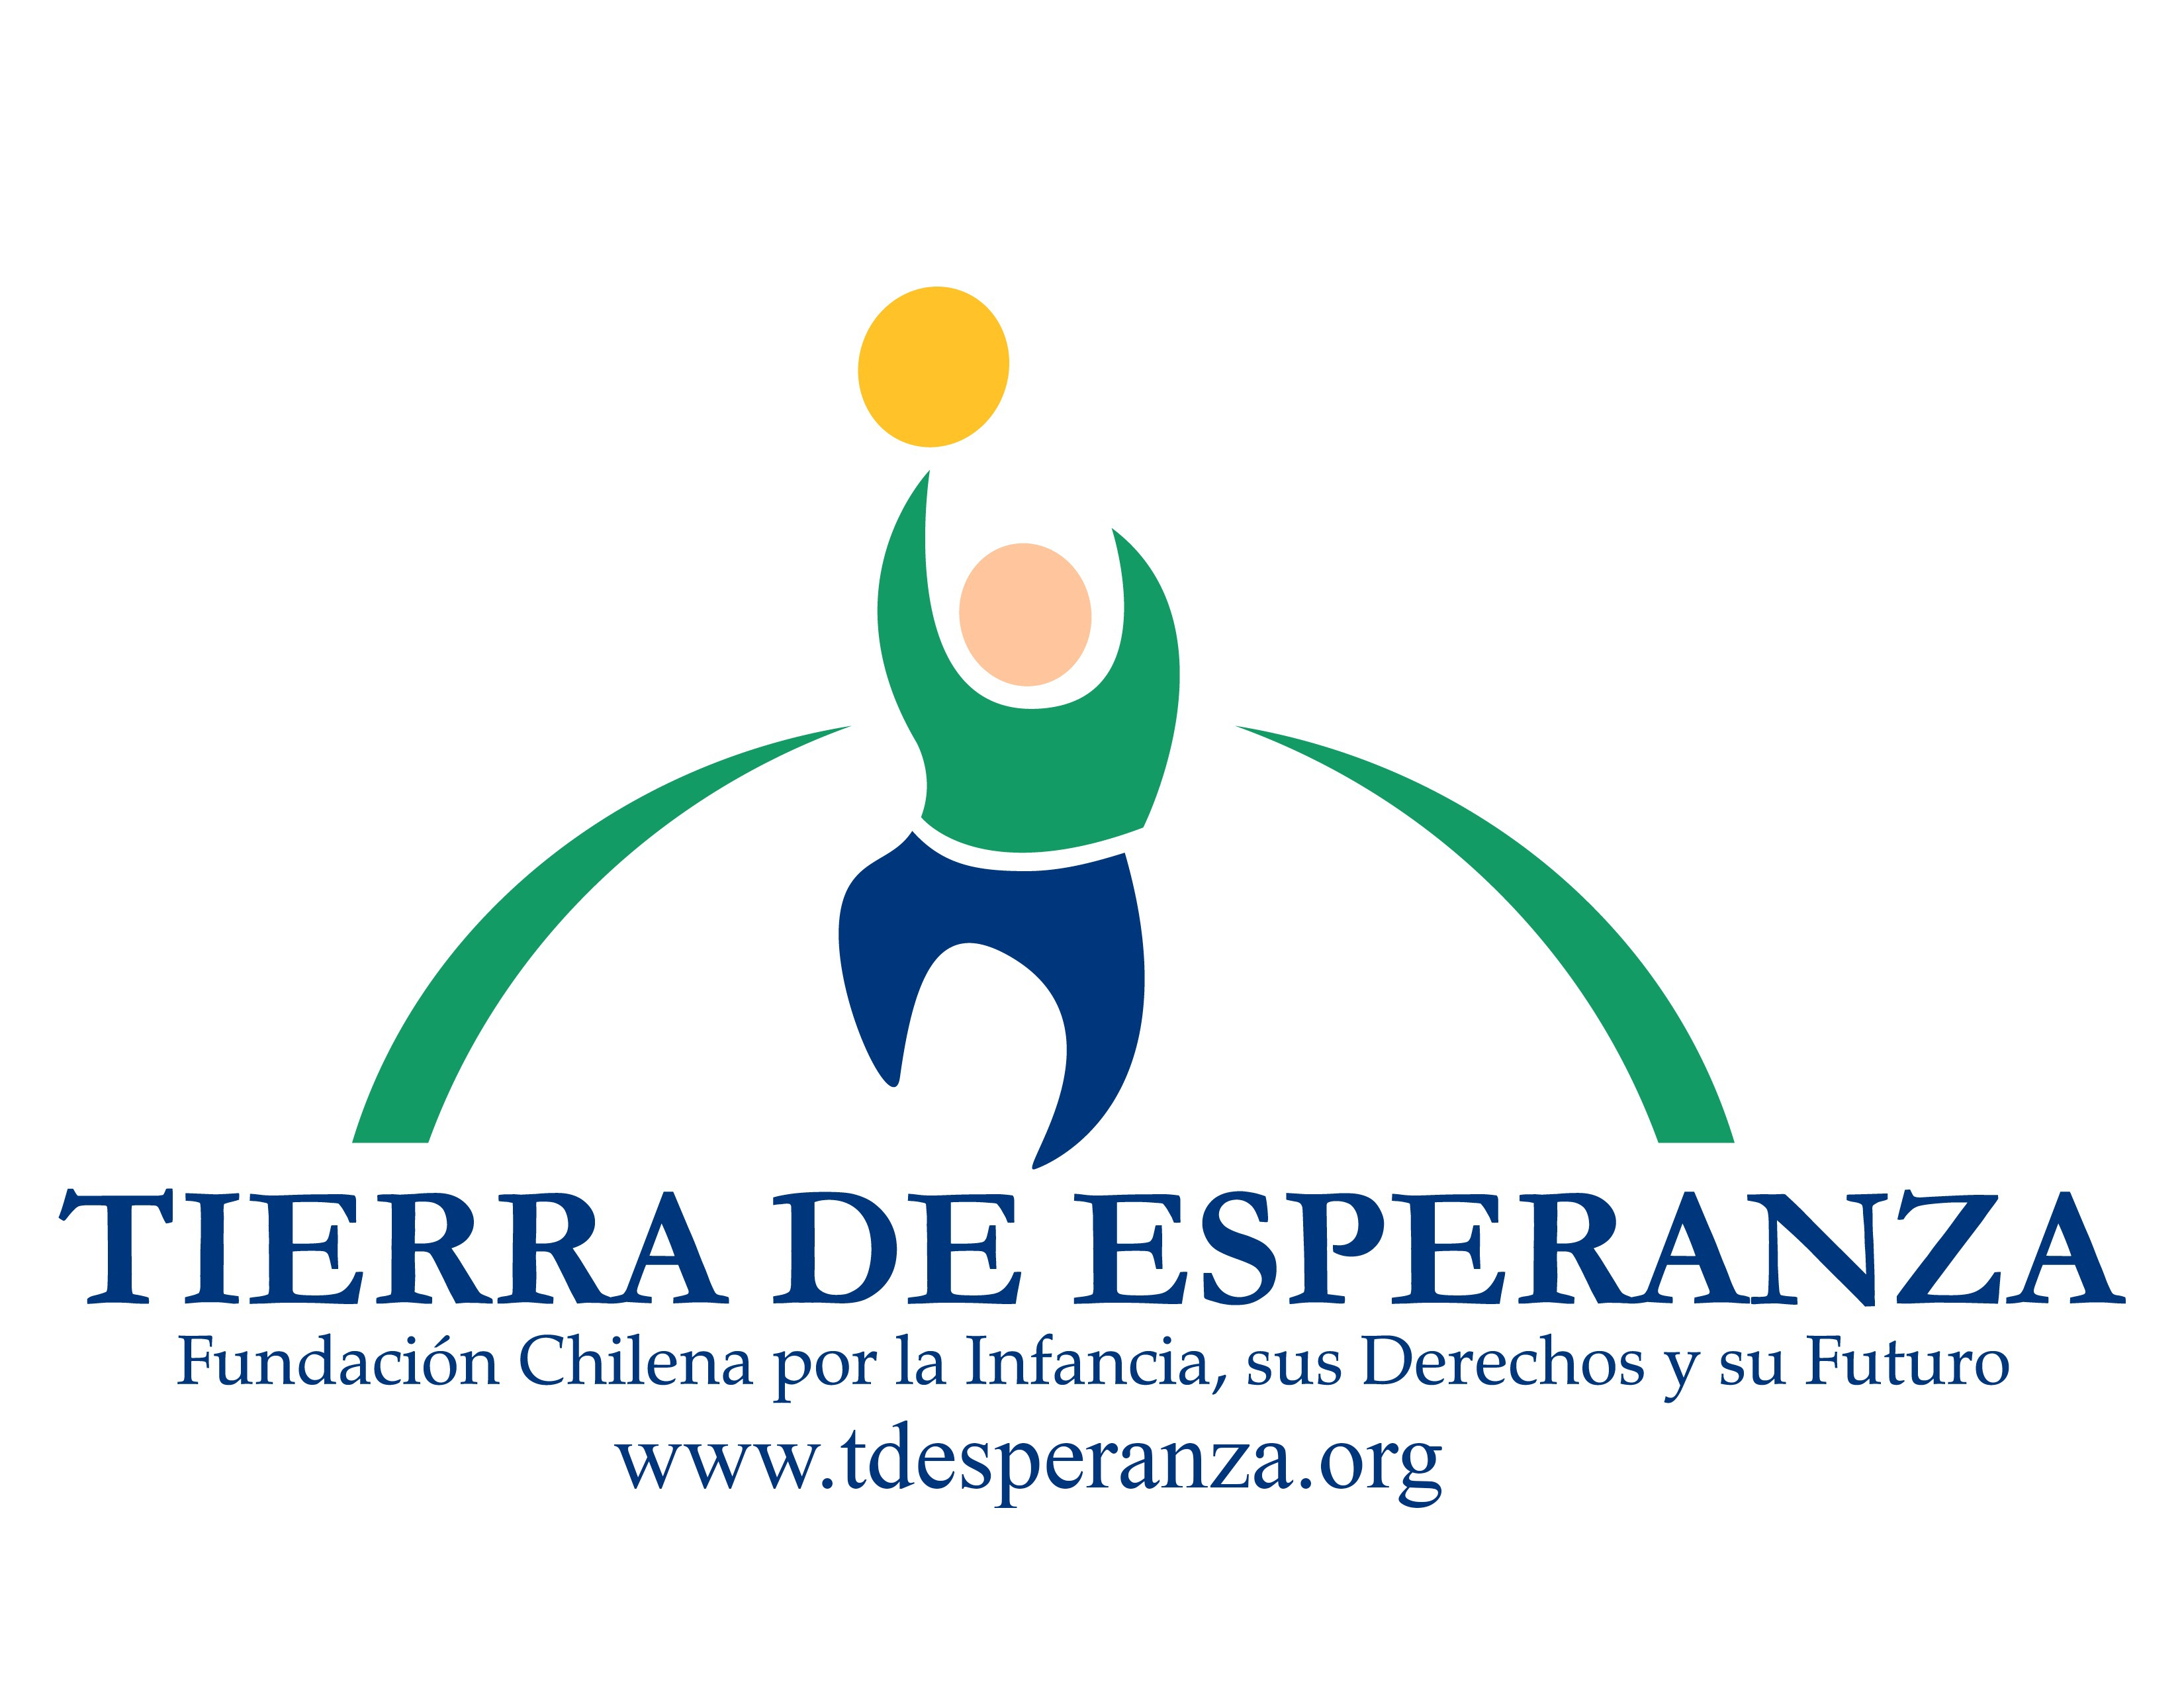 TIERRA DE ESPERANZA
Fundación Chilena por la Infancia, sus Derechos y su Futuro
www.tdesperanza.org